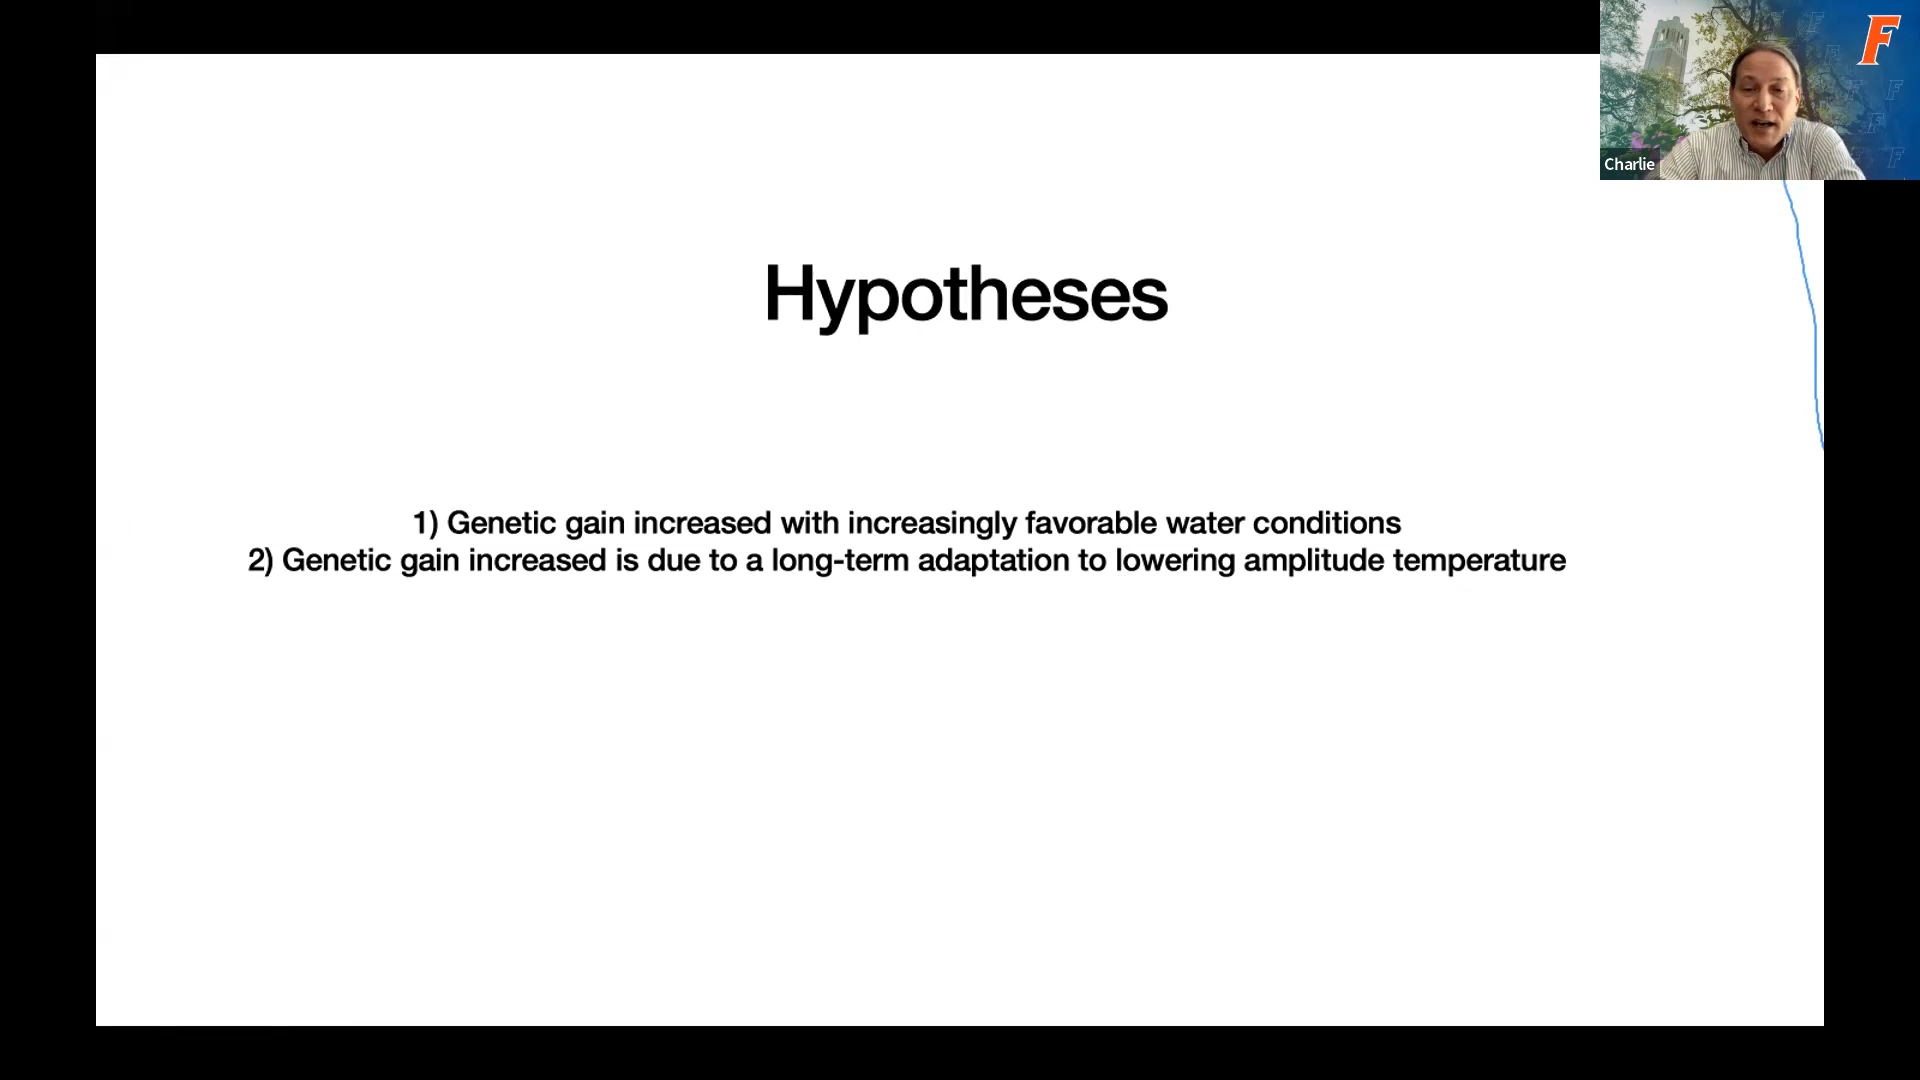 F
Charlie
Hypotheses
1) Genetic gain increased with increasingly favorable water conditions
2) Genetic gain increased is due to a long-term adaptation to lowering amplitude temperature